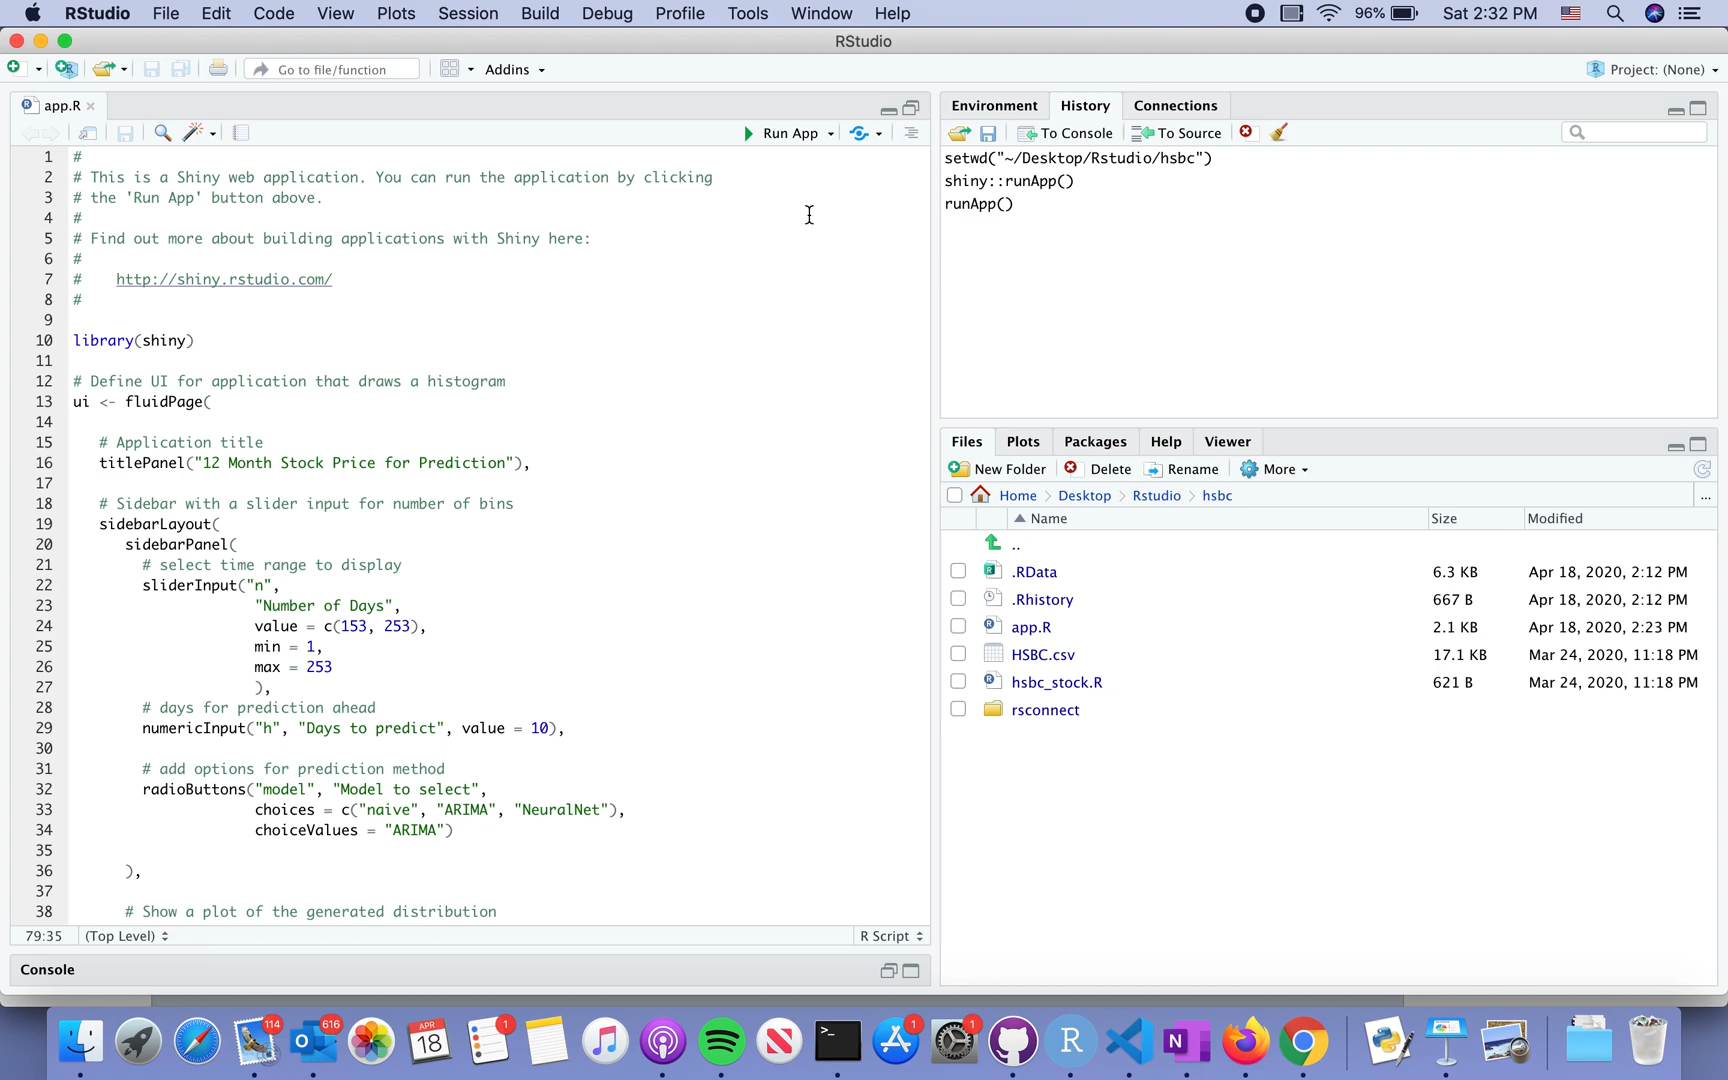 RStudio File Edit Code View Plots Session Build Debug Profile Tools Window Help 96% Sat 2:32 PM
RStudio
Go to file/function Addins Project: (None)
app.R
Run App
1 #
2 # This is a Shiny web application. You can run the application by clicking
3 # the 'Run App' button above.
4 #
5 # Find out more about building applications with Shiny here:
6 #
7 # http://shiny.rstudio.com/
8 #
9
10 library(shiny)
11
12 # Define UI for application that draws a histogram
13 ui <- fluidPage(
14
15 # Application title
16 titlePanel("12 Month Stock Price for Prediction"),
17
18 # Sidebar with a slider input for number of bins
19 sidebarLayout(
20 sidebarPanel(
21 # select time range to display
22 sliderInput("n",
23 "Number of Days",
24 value = c(153, 253),
25 min = 1,
26 max = 253
27 ),
28 # days for prediction ahead
29 numericInput("h", "Days to predict", value = 10),
30
31 # add options for prediction method
32 radioButtons("model", "Model to select",
33 choices = c("naive", "ARIMA", "NeuralNet"),
34 choiceValues = "ARIMA")
35
36 ),
37
38 # Show a plot of the generated distribution
79:35 (Top Level) R Script
Console
Environment History Connections
To Console To Source
setwd("~/Desktop/Rstudio/hsbc")
shiny::runApp()
runApp()
Files Plots Packages Help Viewer
New Folder Delete Rename More
Home Desktop Rstudio hsbc ...
Name Size Modified
..
.RData 6.3 KB Apr 18, 2020, 2:12 PM
.Rhistory 667 B Apr 18, 2020, 2:12 PM
app.R 2.1 KB Apr 18, 2020, 2:23 PM
HSBC.csv 17.1 KB Mar 24, 2020, 11:18 PM
hsbc_stock.R 621 B Mar 24, 2020, 11:18 PM
rsconnect
114 616 APR 18 1 1 1